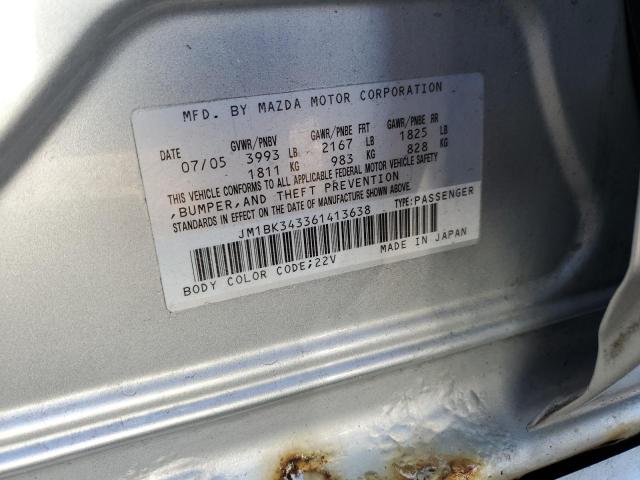 MFD. BY MAZDA MOTOR CORPORATION
DATE GVWR/PNBV GAWR/PNBE FRT GAWR/PNBE RR
07/05 3993 LB 2167 LB 1825 LB
1811 KG 983 KG 828 KG
THIS VEHICLE CONFORMS TO ALL APPLICABLE FEDERAL MOTOR VEHICLE SAFETY
,BUMPER,AND THEFT PREVENTION
STANDARDS IN EFFECT ON THE DATE OF MANUFACTURE SHOWN ABOVE.
JM1BK343361413638 TYPE:PASSENGER
BODY COLOR CODE;22V MADE IN JAPAN